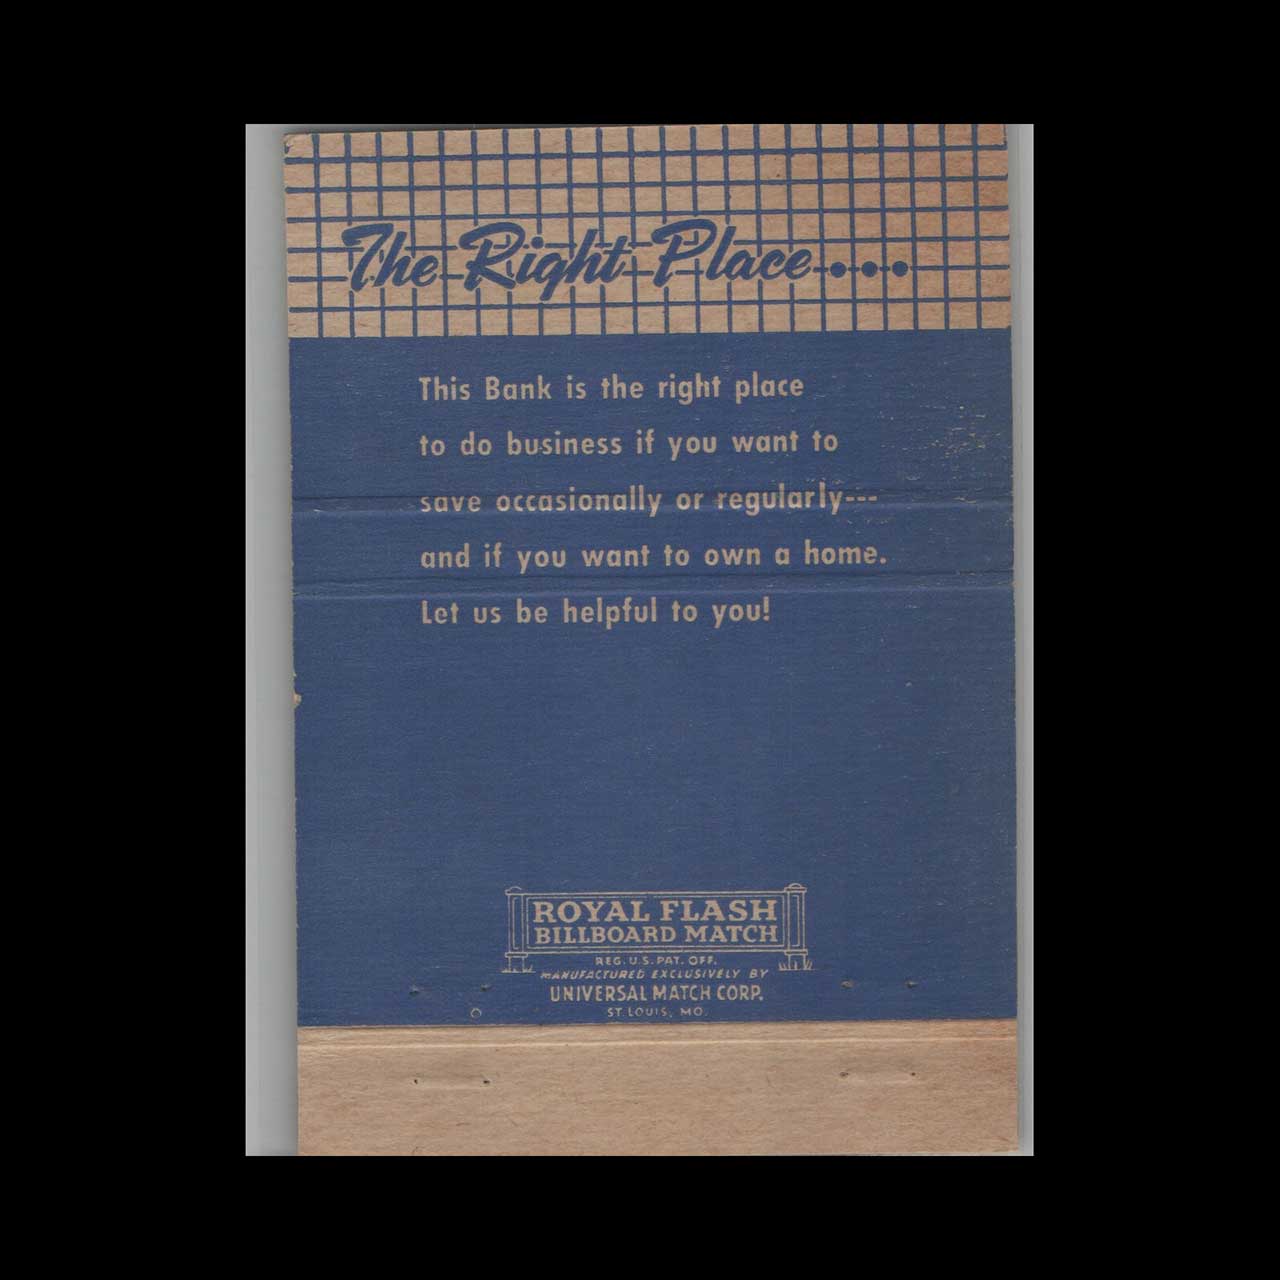 The Right Place....
This Bank is the right place
to do business if you want to
save occasionally or regularly---
and if you want to own a home.
Let us be helpful to you!
ROYAL FLASH
BILLBOARD MATCH
REG. U.S. PAT. OFF.
MANUFACTURED EXCLUSIVELY BY
UNIVERSAL MATCH CORP.
ST. LOUIS, MO.